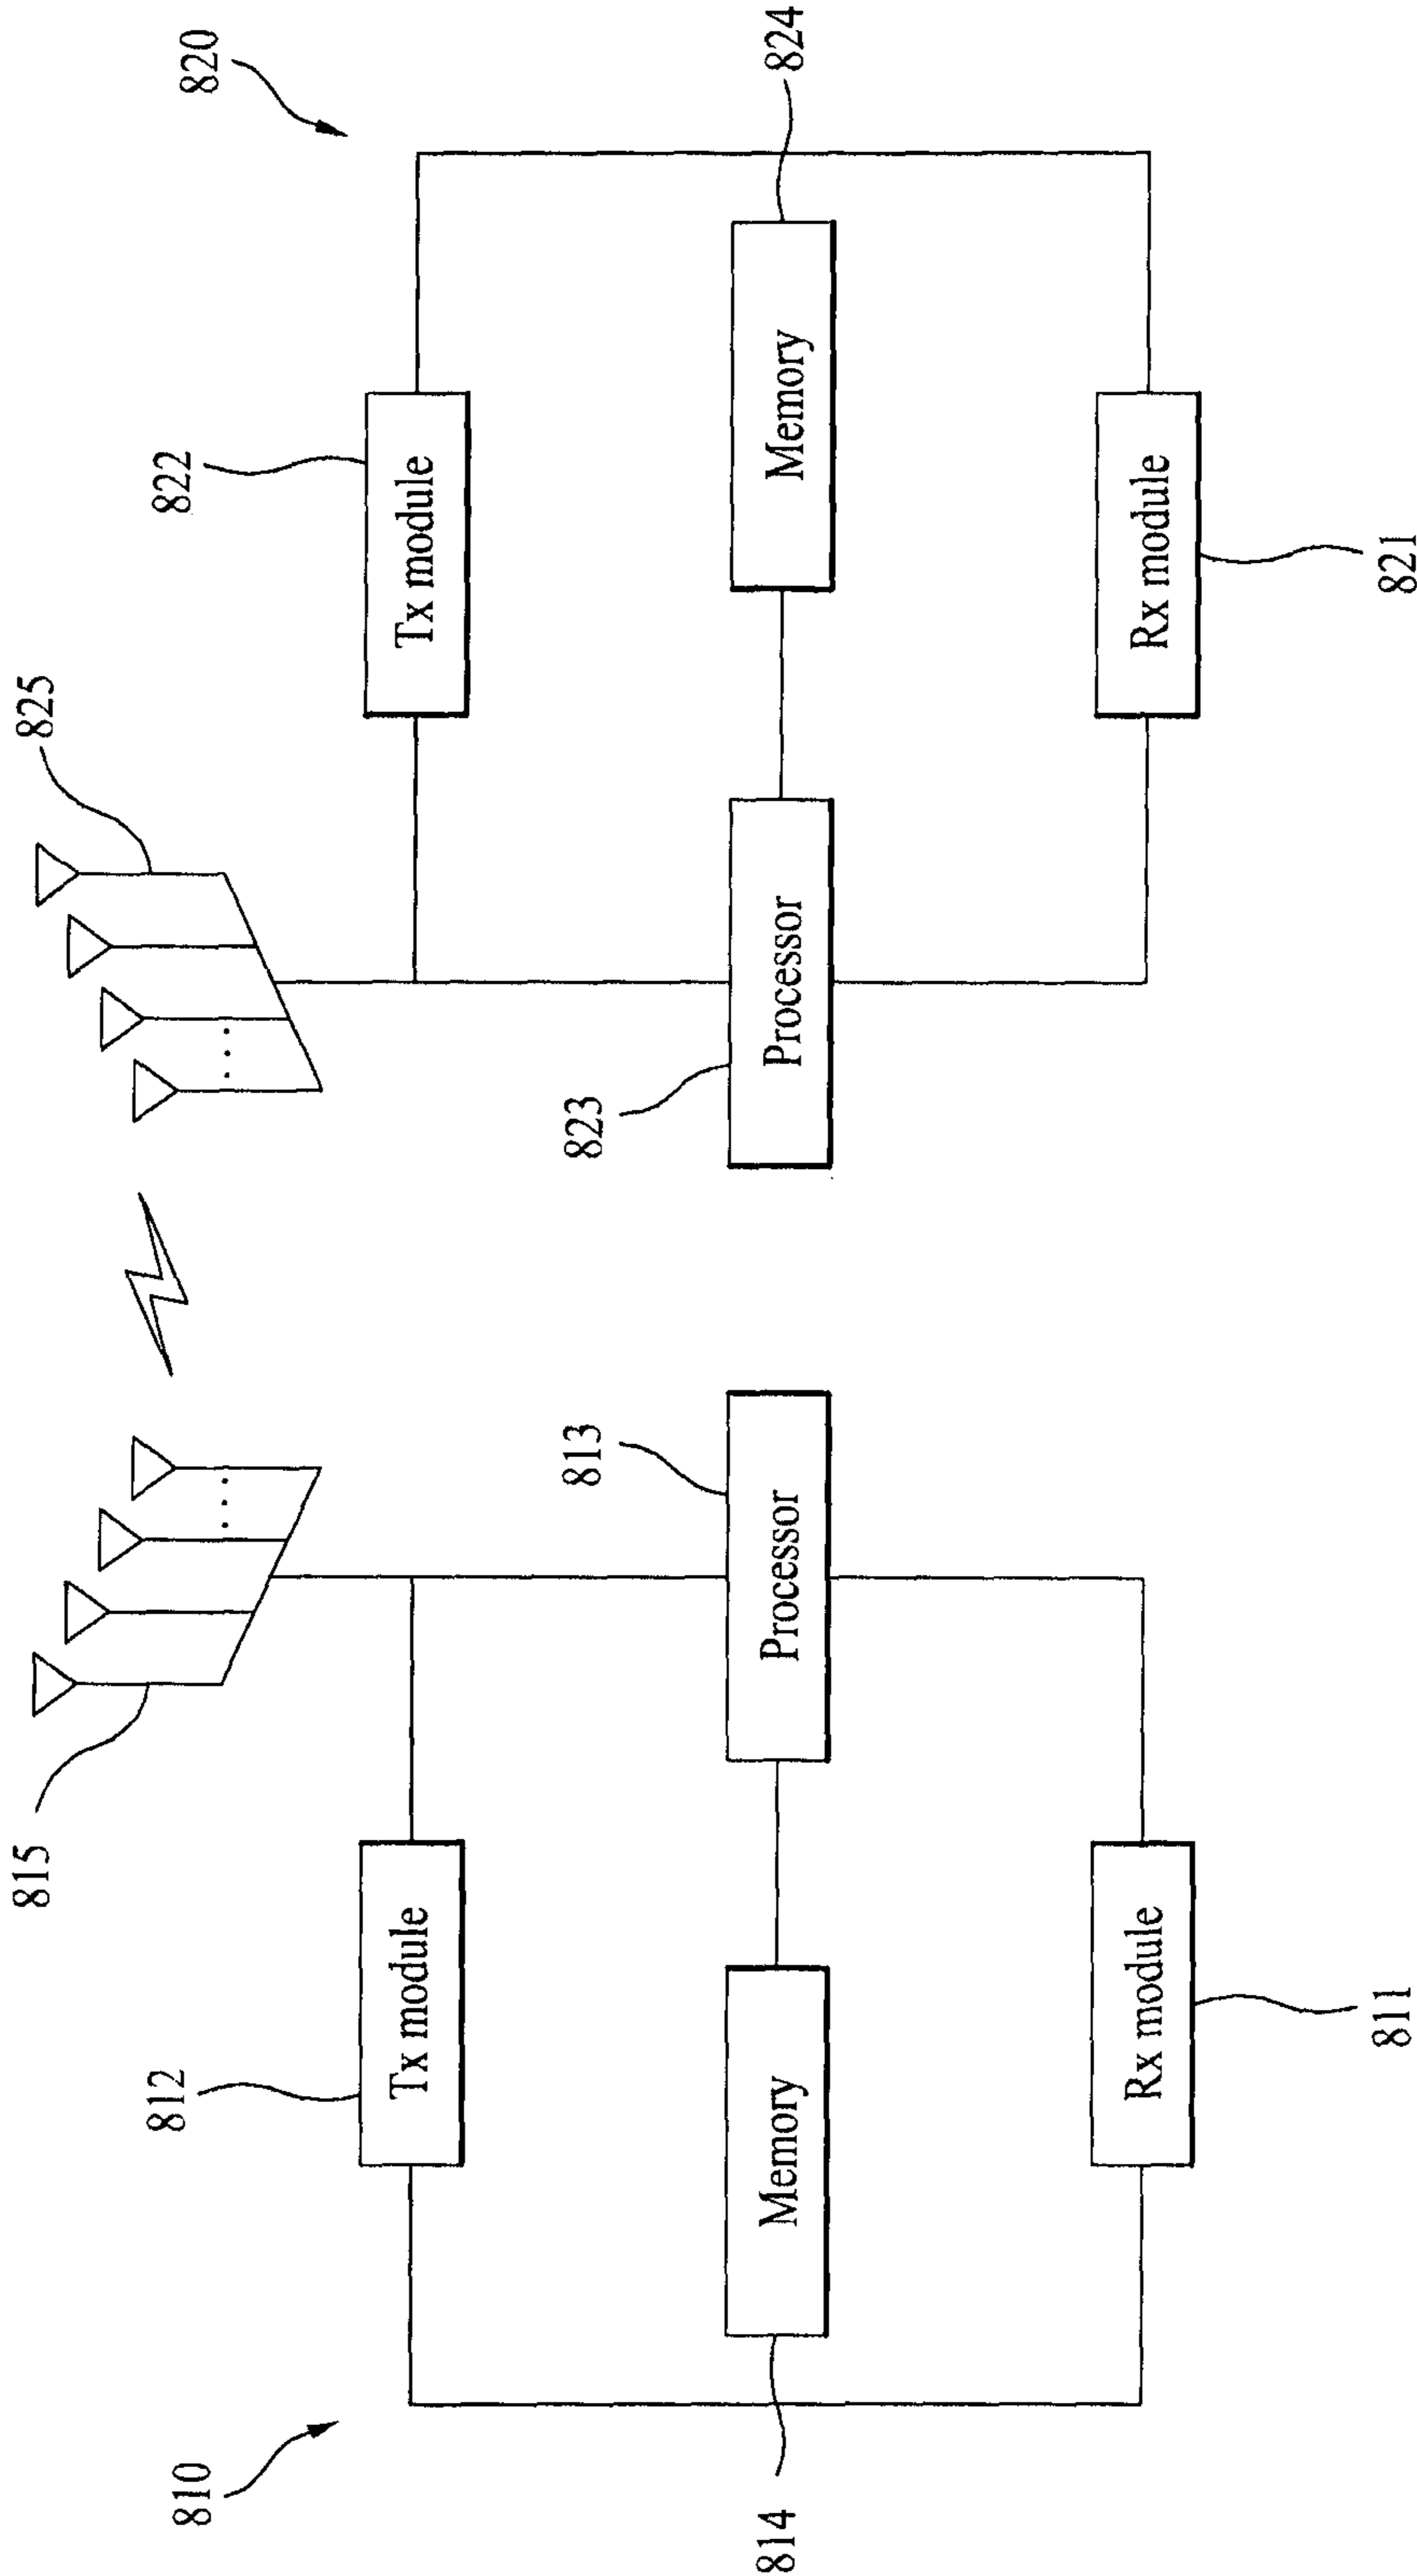 815
825
810
812
Tx module
822
Tx module
820
813
823
814
Memory
Processor
Processor
Memory
824
Rx module
Rx module
811
821